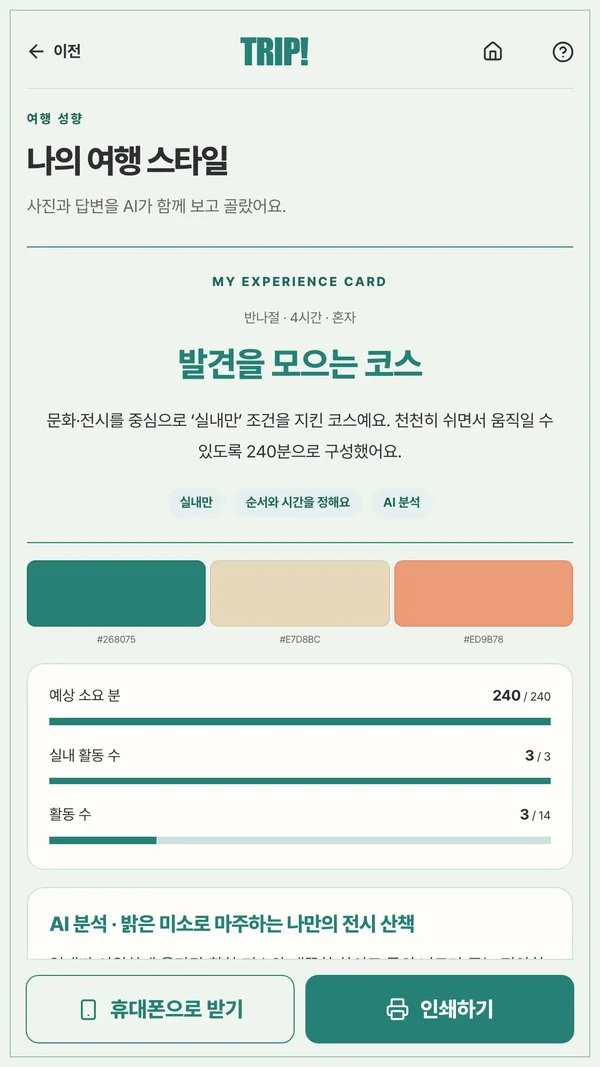 이전
TRIP!
여행 성향
나의 여행 스타일
사진과 답변을 AI가 함께 보고 골랐어요.
MY EXPERIENCE CARD
반나절 · 4시간 · 혼자
발견을 모으는 코스
문화·전시를 중심으로 ‘실내만’ 조건을 지킨 코스예요. 천천히 쉬면서 움직일 수
있도록 240분으로 구성했어요.
실내만 순서와 시간을 정해요 AI 분석
#268075 #E7D8BC #ED9B78
예상 소요 분 240 / 240
실내 활동 수 3 / 3
활동 수 3 / 14
AI 분석 · 밝은 미소로 마주하는 나만의 전시 산책
휴대폰으로 받기 인쇄하기